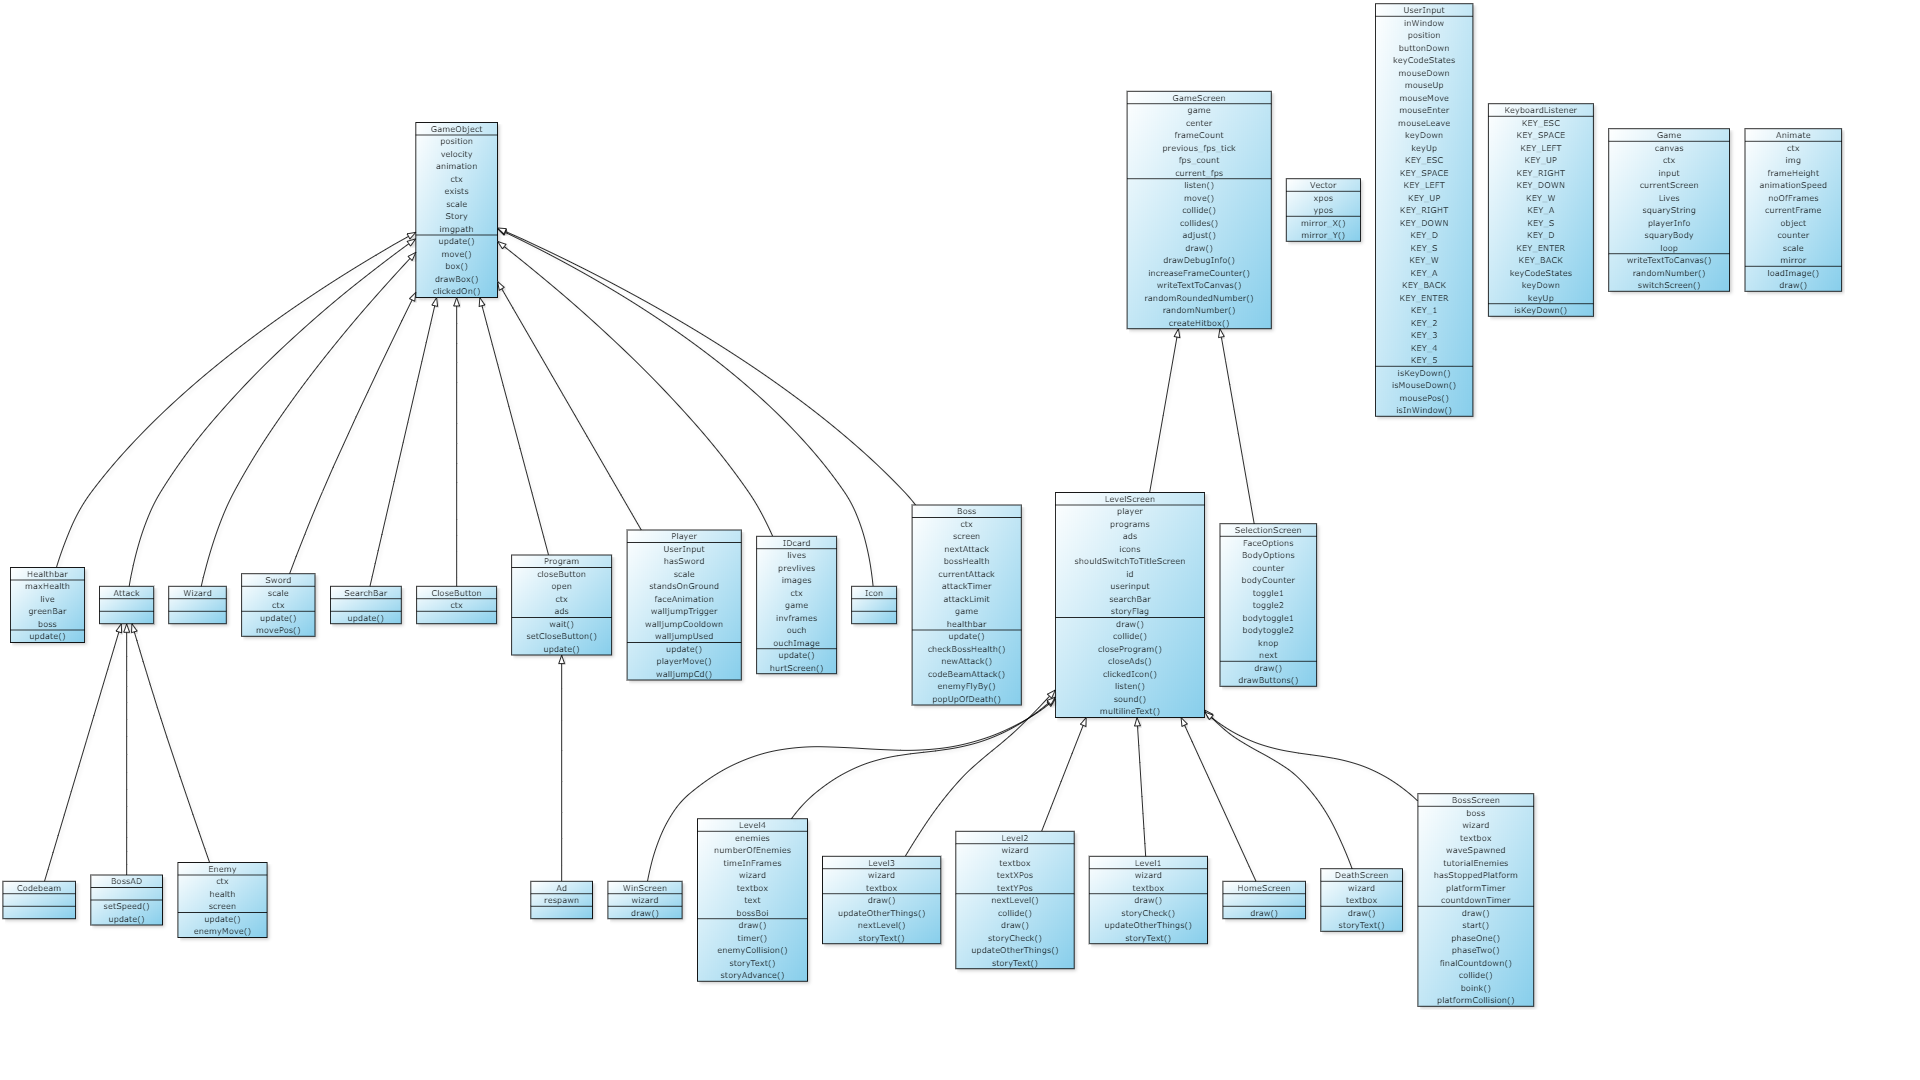 UserInput
inWindow
position
buttonDown
keyCodeStates
mouseDown
mouseUp
mouseMove
mouseEnter
mouseLeave
keyDown
keyUp
KEY_ESC
KEY_SPACE
KEY_LEFT
KEY_UP
KEY_RIGHT
KEY_DOWN
KEY_D
KEY_S
KEY_W
KEY_A
KEY_BACK
KEY_ENTER
KEY_1
KEY_2
KEY_3
KEY_4
KEY_5
isKeyDown()
isMouseDown()
mousePos()
isInWindow()
GameScreen
game
center
frameCount
previous_fps_tick
fps_count
current_fps
listen()
move()
collide()
collides()
adjust()
draw()
drawDebugInfo()
increaseFrameCounter()
writeTextToCanvas()
randomRoundedNumber()
randomNumber()
createHitbox()
KeyboardListener
KEY_ESC
KEY_SPACE
KEY_LEFT
KEY_UP
KEY_RIGHT
KEY_DOWN
KEY_W
KEY_A
KEY_S
KEY_D
KEY_ENTER
KEY_BACK
keyCodeStates
keyDown
keyUp
isKeyDown()
GameObject
position
velocity
animation
ctx
exists
scale
Story
imgpath
update()
move()
box()
drawBox()
clickedOn()
Game
canvas
ctx
input
currentScreen
Lives
squaryString
playerInfo
squaryBody
loop
writeTextToCanvas()
randomNumber()
switchScreen()
Animate
ctx
img
frameHeight
animationSpeed
noOfFrames
currentFrame
object
counter
scale
mirror
loadImage()
draw()
Vector
xpos
ypos
mirror_X()
mirror_Y()
Healthbar
maxHealth
live
greenBar
boss
update()
Attack
Wizard
Sword
scale
ctx
update()
movePos()
SearchBar
update()
CloseButton
ctx
Program
closeButton
open
ctx
ads
wait()
setCloseButton()
update()
Player
UserInput
hasSword
scale
standsOnGround
faceAnimation
walljumpTrigger
walljumpCooldown
walljumpUsed
update()
playerMove()
walljumpCd()
IDcard
lives
prevlives
images
ctx
game
invframes
ouch
ouchImage
update()
hurtScreen()
Icon
Boss
ctx
screen
nextAttack
bossHealth
currentAttack
attackTimer
attackLimit
game
healthbar
update()
checkBossHealth()
newAttack()
codeBeamAttack()
enemyFlyBy()
popUpOfDeath()
LevelScreen
player
programs
ads
icons
shouldSwitchToTitleScreen
id
userinput
searchBar
storyFlag
draw()
collide()
closeProgram()
closeAds()
clickedIcon()
listen()
sound()
multilineText()
SelectionScreen
FaceOptions
BodyOptions
counter
bodyCounter
toggle1
toggle2
bodytoggle1
bodytoggle2
knop
next
draw()
drawButtons()
Codebeam
BossAD
setSpeed()
update()
Enemy
ctx
health
screen
update()
enemyMove()
Ad
respawn
WinScreen
wizard
draw()
Level4
enemies
numberOfEnemies
timeInFrames
wizard
textbox
text
bossBoi
draw()
timer()
enemyCollision()
storyText()
storyAdvance()
Level3
wizard
textbox
draw()
updateOtherThings()
nextLevel()
storyText()
Level2
wizard
textbox
textXPos
textYPos
nextLevel()
collide()
draw()
storyCheck()
updateOtherThings()
storyText()
Level1
wizard
textbox
draw()
storyCheck()
updateOtherThings()
storyText()
HomeScreen
draw()
DeathScreen
wizard
textbox
draw()
storyText()
BossScreen
boss
wizard
textbox
waveSpawned
tutorialEnemies
hasStoppedPlatform
platformTimer
countdownTimer
draw()
start()
phaseOne()
phaseTwo()
finalCountdown()
collide()
boink()
platformCollision()